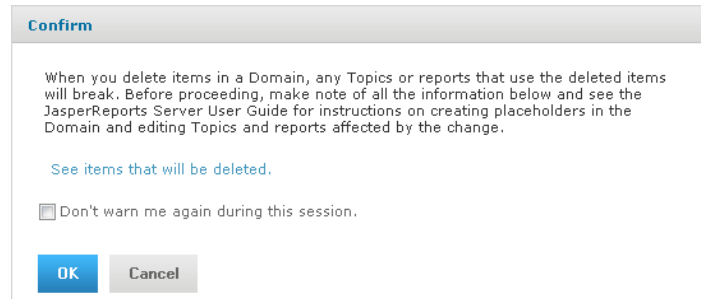 Confirm
When you delete items in a Domain, any Topics or reports that use the deleted items
will break. Before proceeding, make note of all the information below and see the
JasperReports Server User Guide for instructions on creating placeholders in the
Domain and editing Topics and reports affected by the change.
See items that will be deleted.
Don't warn me again during this session.
OK Cancel